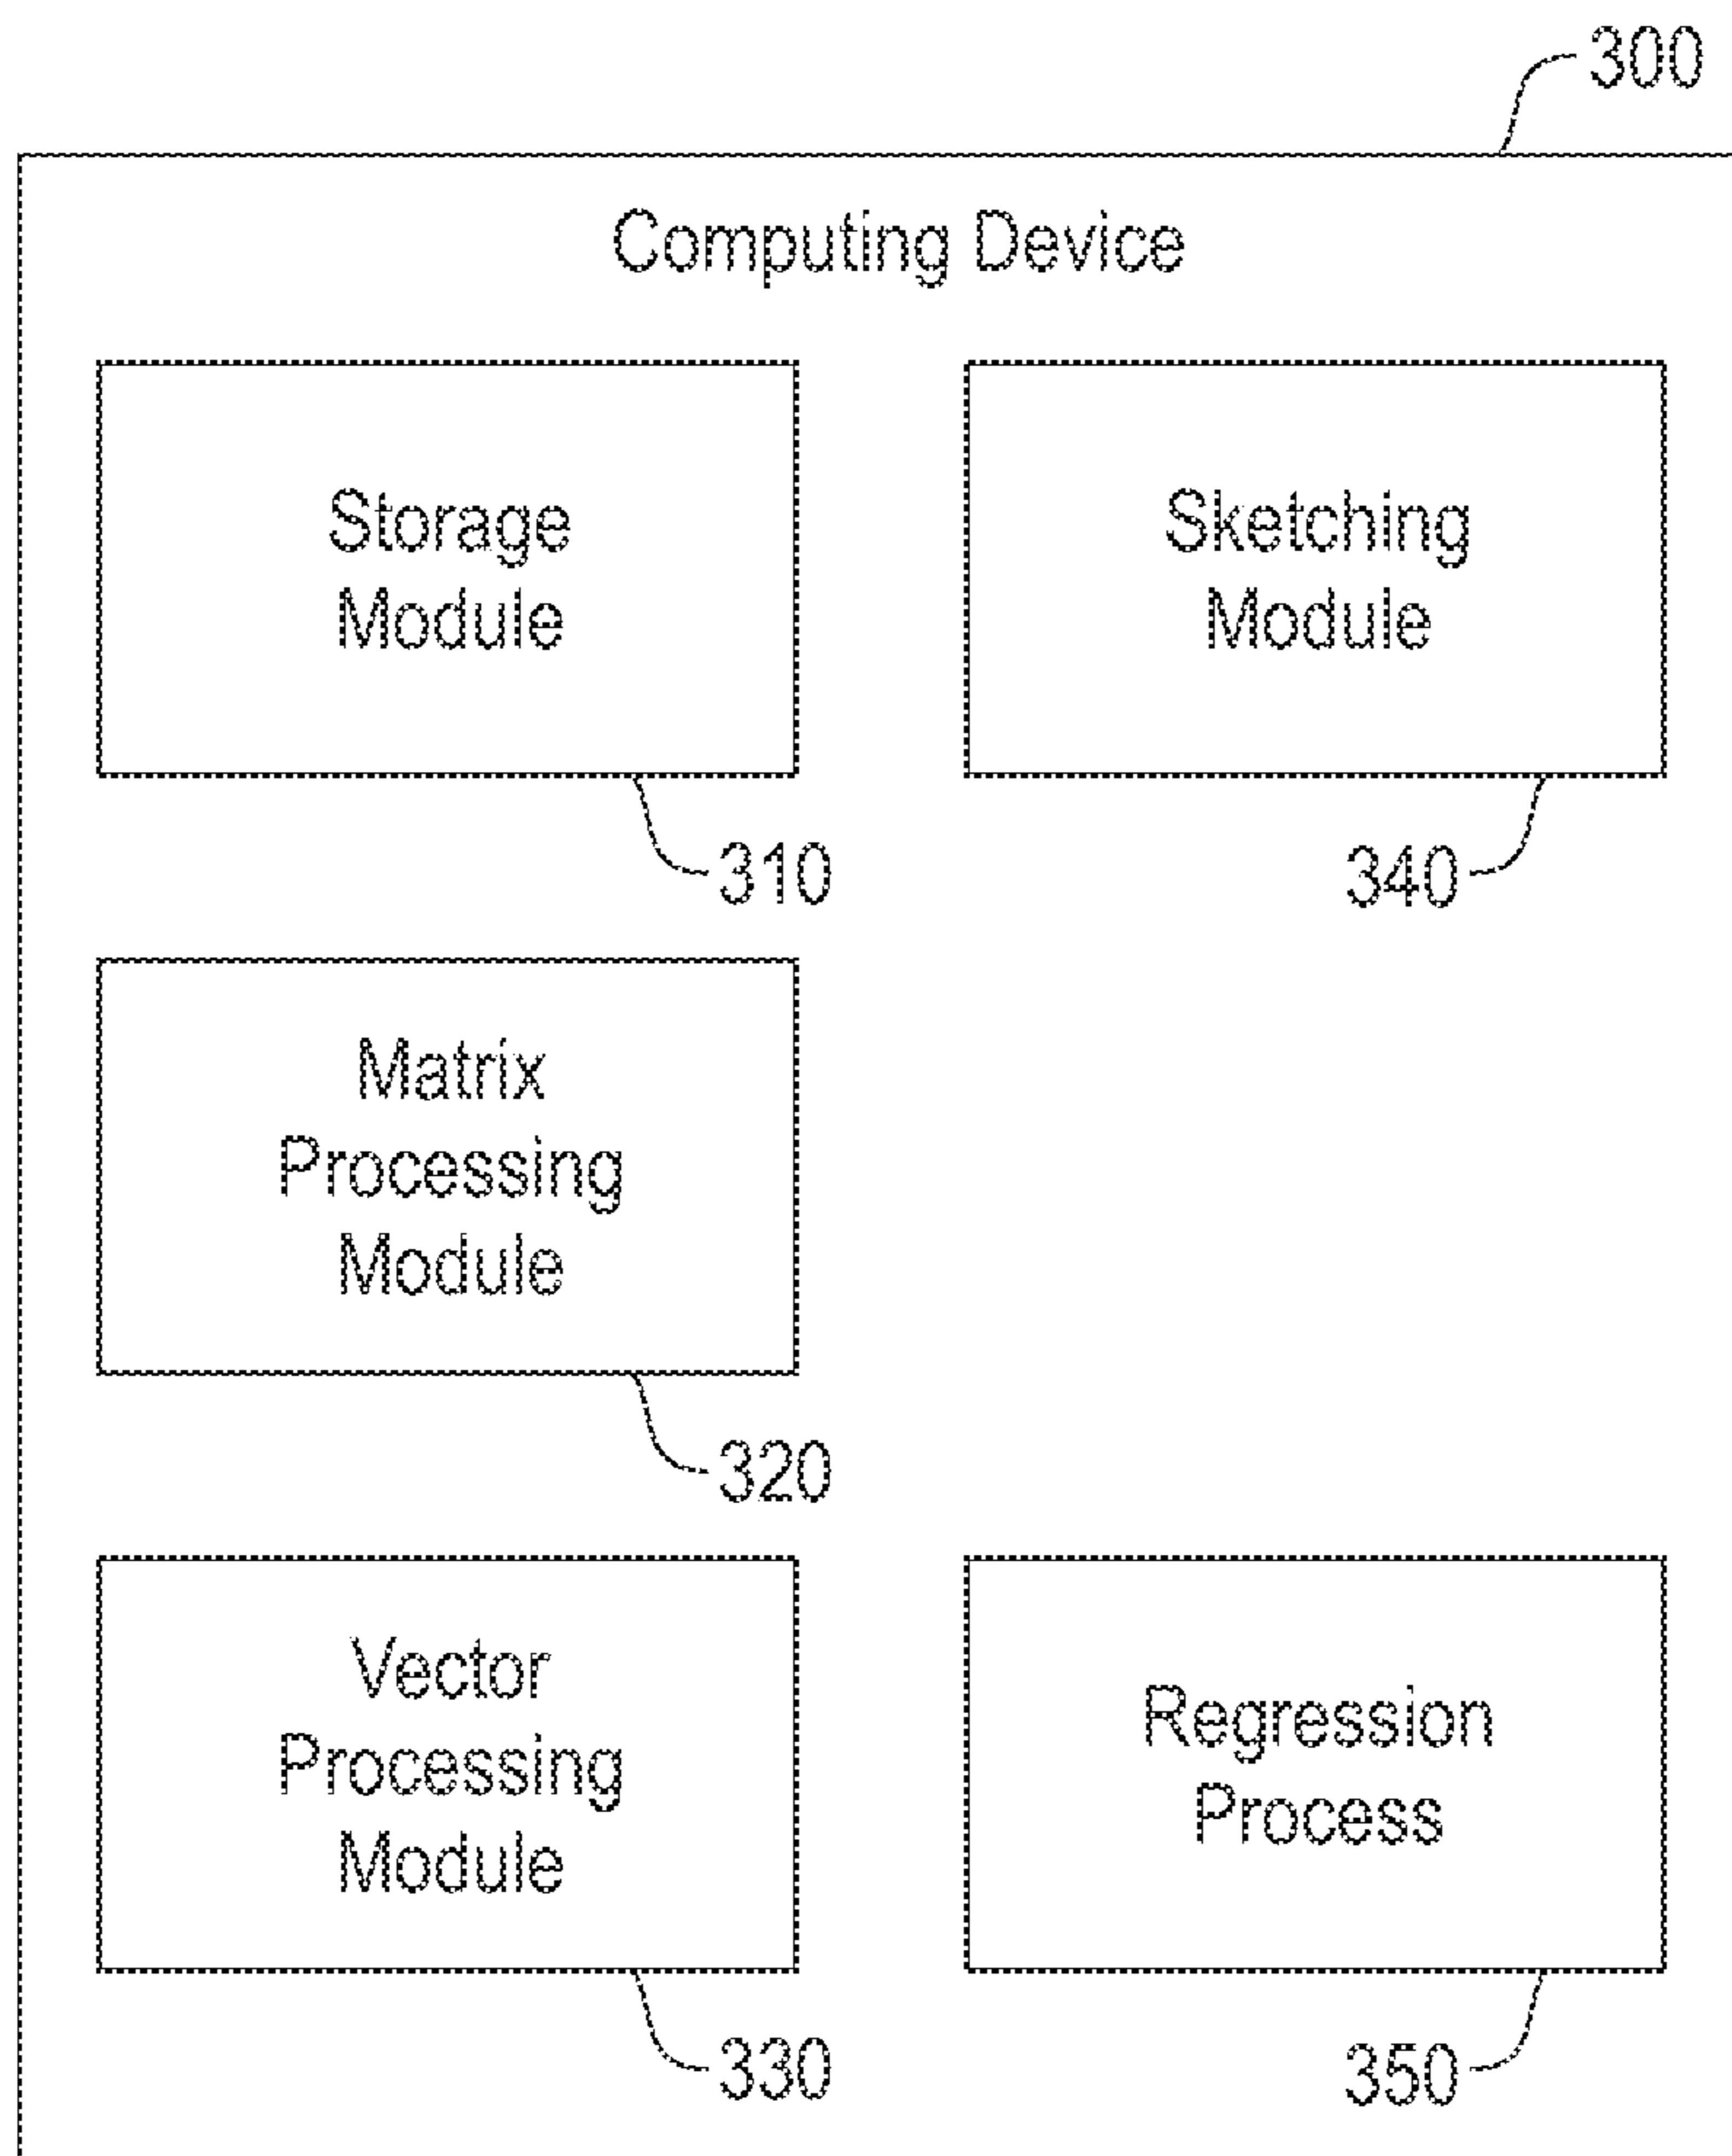 300
Computing Device
Storage
Module
310
Sketching
Module
340
Matrix
Processing
Module
320
Vector
Processing
Module
330
Regression
Process
350